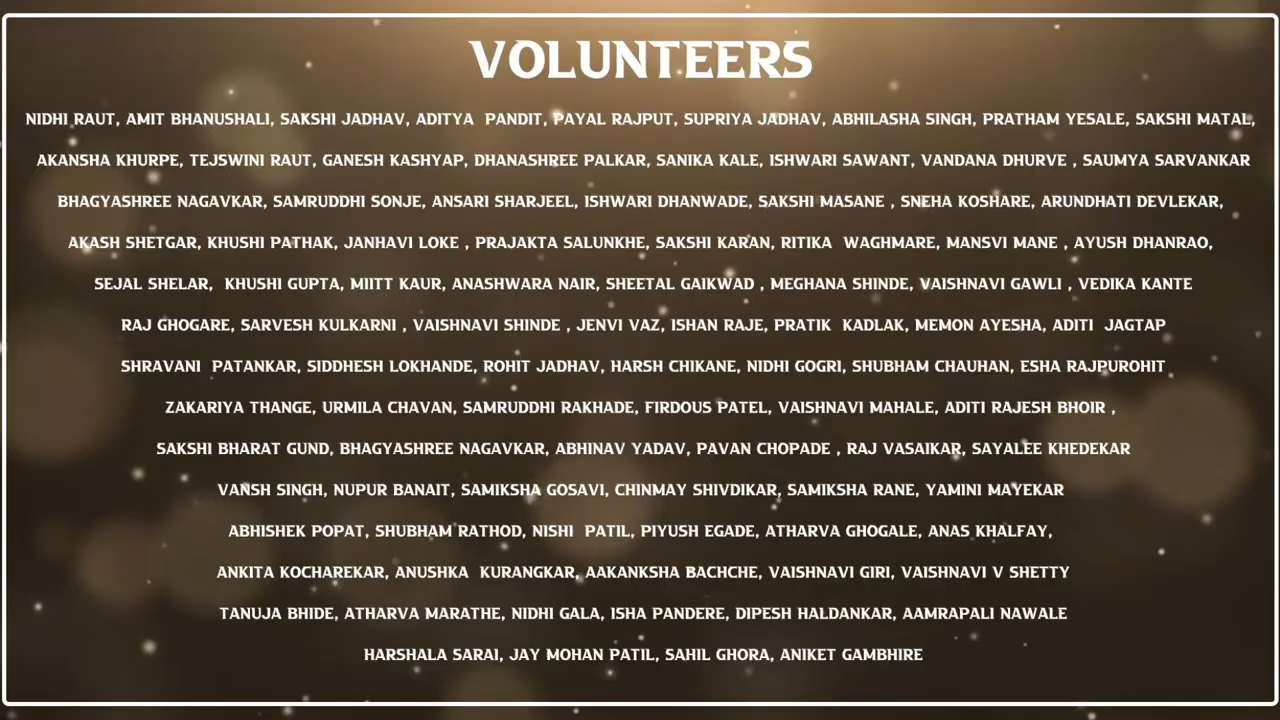 VOLUNTEERS
NIDHI RAUT, AMIT BHANUSHALI, SAKSHI JADHAV, ADITYA  PANDIT, PAYAL RAJPUT, SUPRIYA JADHAV, ABHILASHA SINGH, PRATHAM YESALE, SAKSHI MATAL,
AKANSHA KHURPE, TEJSWINI RAUT, GANESH KASHYAP, DHANASHREE PALKAR, SANIKA KALE, ISHWARI SAWANT, VANDANA DHURVE , SAUMYA SARVANKAR
BHAGYASHREE NAGAVKAR, SAMRUDDHI SONJE, ANSARI SHARJEEL, ISHWARI DHANWADE, SAKSHI MASANE , SNEHA KOSHARE, ARUNDHATI DEVLEKAR,
AKASH SHETGAR, KHUSHI PATHAK, JANHAVI LOKE , PRAJAKTA SALUNKHE, SAKSHI KARAN, RITIKA  WAGHMARE, MANSVI MANE , AYUSH DHANRAO,
SEJAL SHELAR,  KHUSHI GUPTA, MIITT KAUR, ANASHWARA NAIR, SHEETAL GAIKWAD , MEGHANA SHINDE, VAISHNAVI GAWLI , VEDIKA KANTE
RAJ GHOGARE, SARVESH KULKARNI , VAISHNAVI SHINDE , JENVI VAZ, ISHAN RAJE, PRATIK  KADLAK, MEMON AYESHA, ADITI  JAGTAP
SHRAVANI  PATANKAR, SIDDHESH LOKHANDE, ROHIT JADHAV, HARSH CHIKANE, NIDHI GOGRI, SHUBHAM CHAUHAN, ESHA RAJPUROHIT
ZAKARIYA THANGE, URMILA CHAVAN, SAMRUDDHI RAKHADE, FIRDOUS PATEL, VAISHNAVI MAHALE, ADITI RAJESH BHOIR ,
SAKSHI BHARAT GUND, BHAGYASHREE NAGAVKAR, ABHINAV YADAV, PAVAN CHOPADE , RAJ VASAIKAR, SAYALEE KHEDEKAR
VANSH SINGH, NUPUR BANAIT, SAMIKSHA GOSAVI, CHINMAY SHIVDIKAR, SAMIKSHA RANE, YAMINI MAYEKAR
ABHISHEK POPAT, SHUBHAM RATHOD, NISHI  PATIL, PIYUSH EGADE, ATHARVA GHOGALE, ANAS KHALFAY,
ANKITA KOCHAREKAR, ANUSHKA  KURANGKAR, AAKANKSHA BACHCHE, VAISHNAVI GIRI, VAISHNAVI V SHETTY
TANUJA BHIDE, ATHARVA MARATHE, NIDHI GALA, ISHA PANDERE, DIPESH HALDANKAR, AAMRAPALI NAWALE
HARSHALA SARAI, JAY MOHAN PATIL, SAHIL GHORA, ANIKET GAMBHIRE